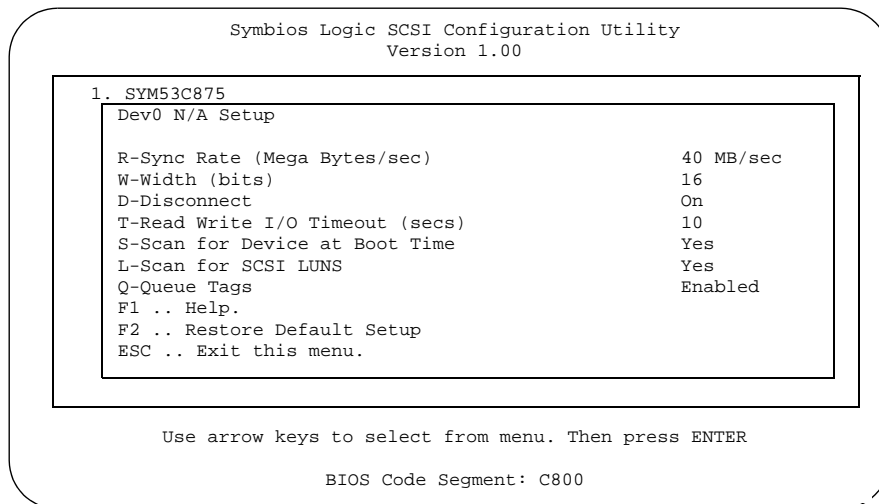 Symbios Logic SCSI Configuration Utility
Version 1.00
1. SYM53C875
Dev0 N/A Setup
R-Sync Rate (Mega Bytes/sec) 40 MB/sec
W-Width (bits) 16
D-Disconnect On
T-Read Write I/O Timeout (secs) 10
S-Scan for Device at Boot Time Yes
L-Scan for SCSI LUNS Yes
Q-Queue Tags Enabled
F1 .. Help.
F2 .. Restore Default Setup
ESC .. Exit this menu.
Use arrow keys to select from menu. Then press ENTER
BIOS Code Segment: C800